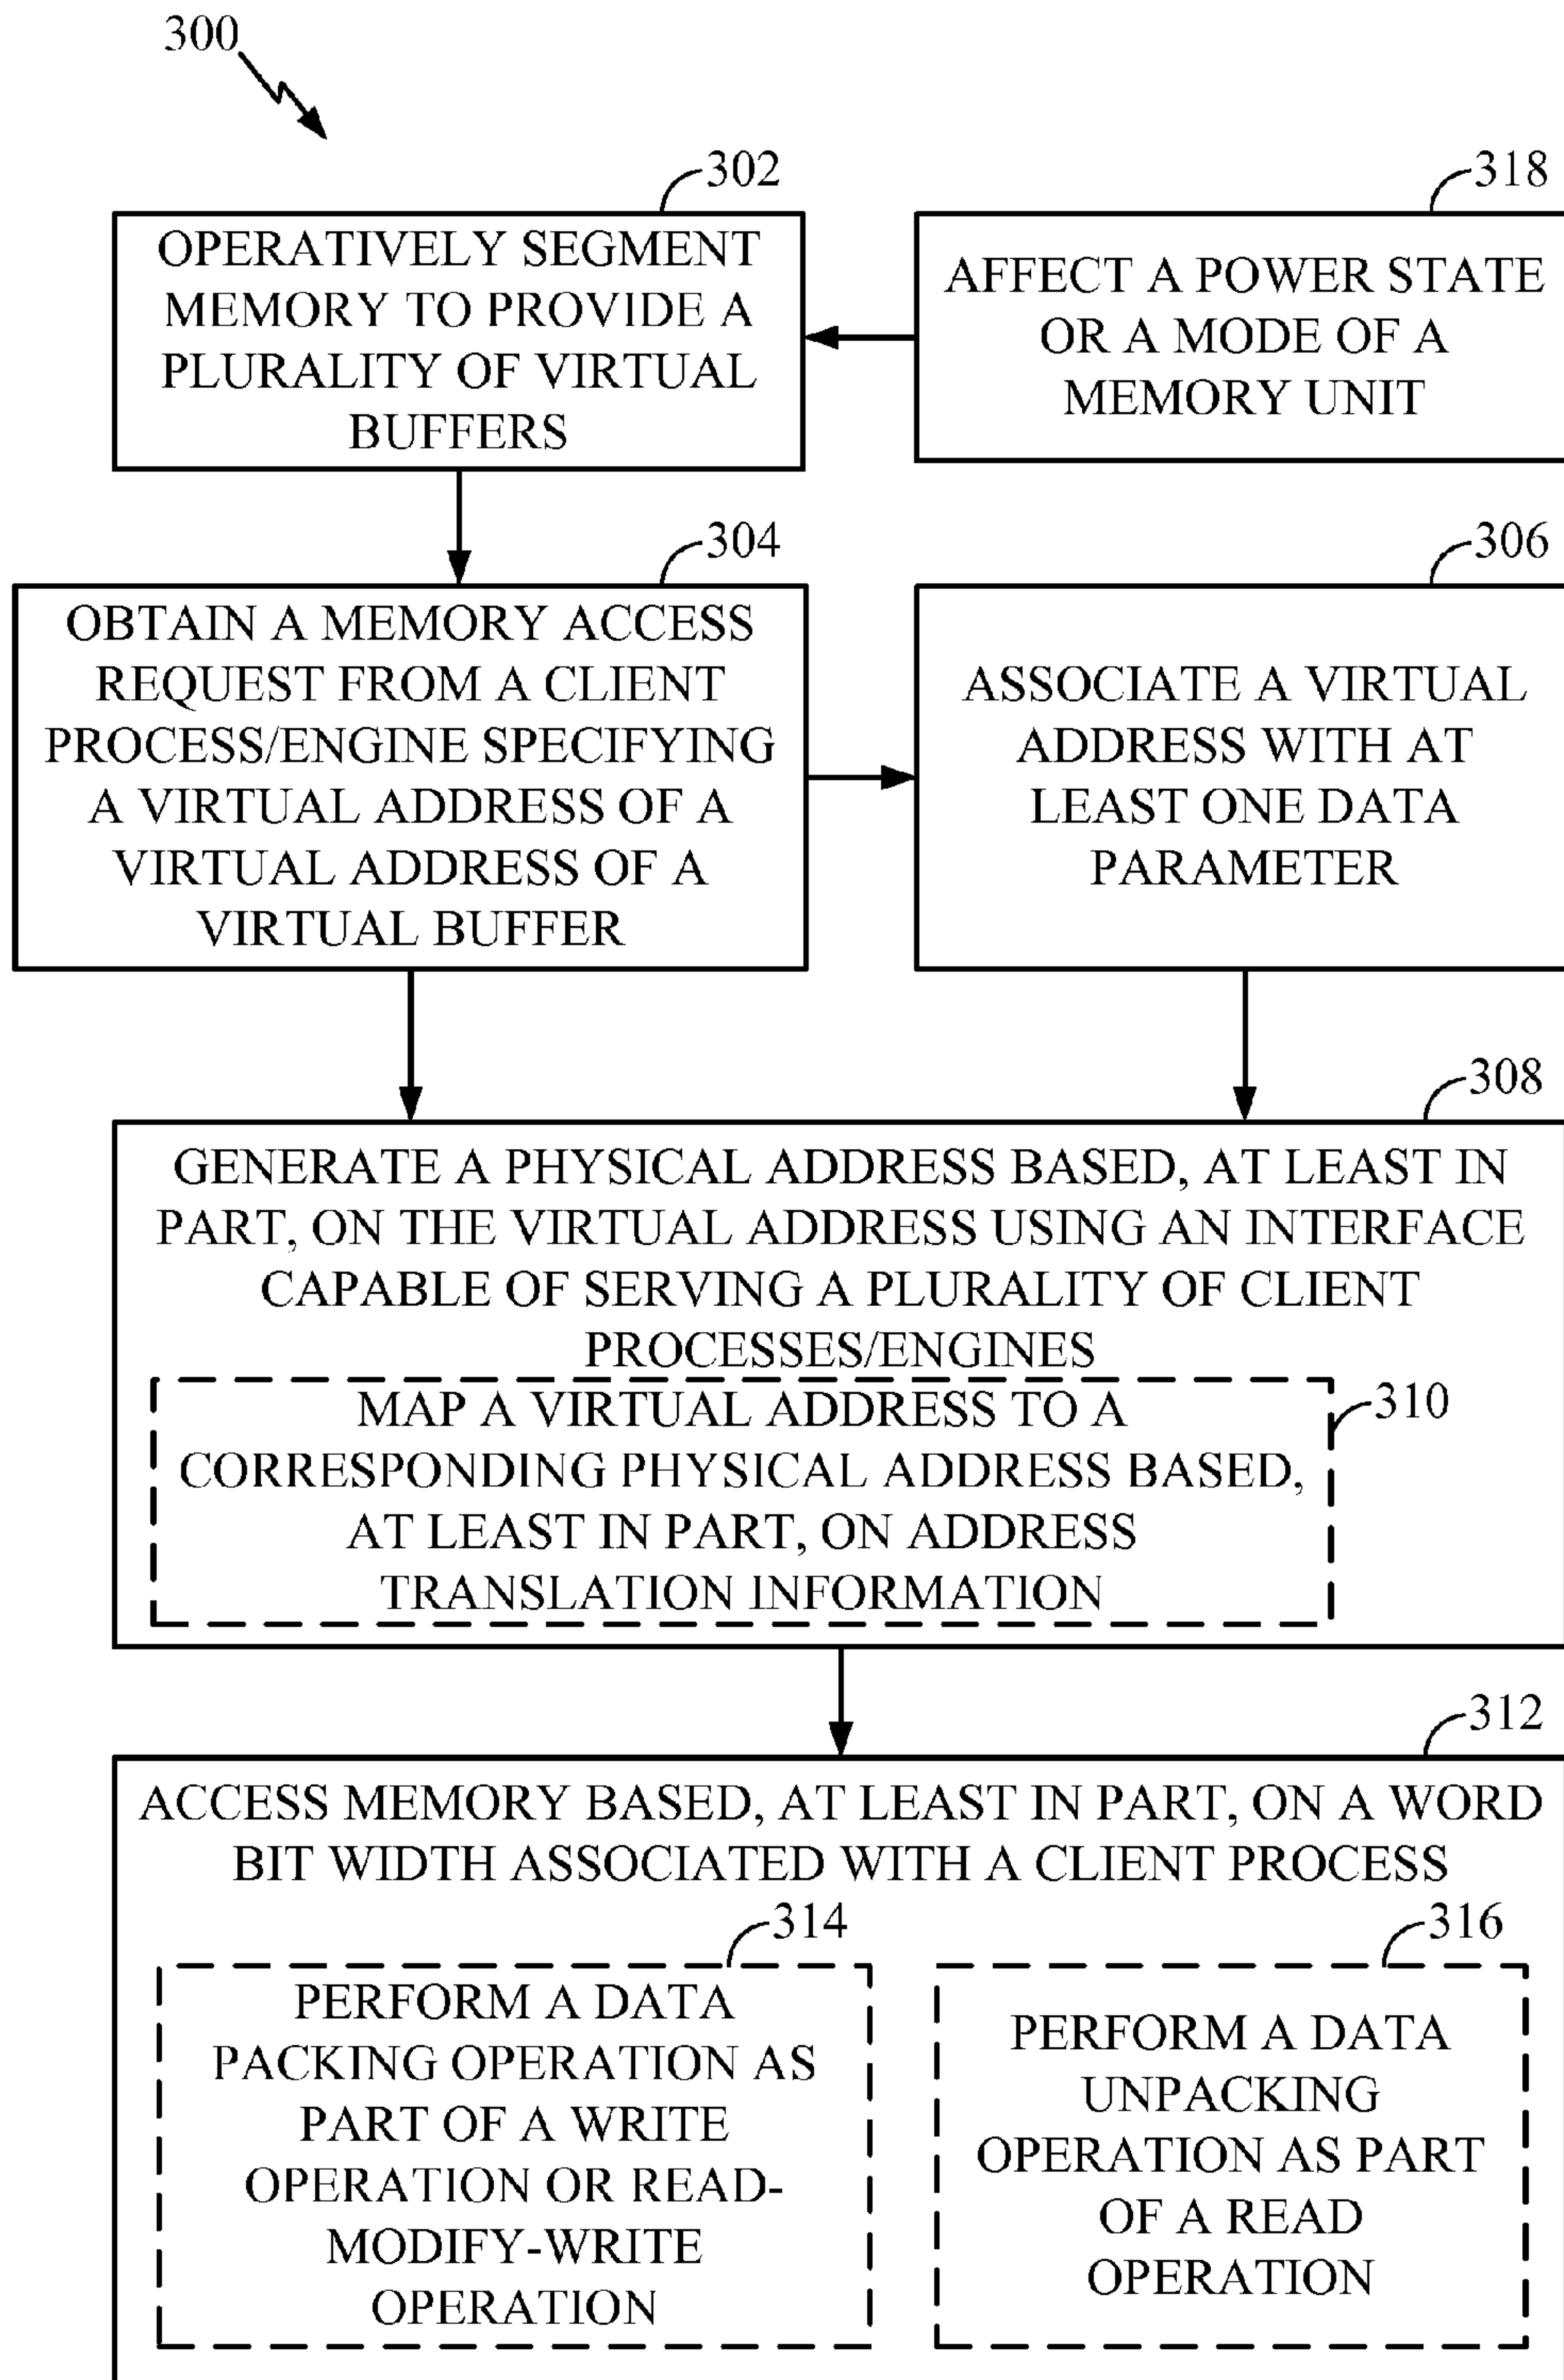 300
302
OPERATIVELY SEGMENT
MEMORY TO PROVIDE A
PLURALITY OF VIRTUAL
BUFFERS
318
AFFECT A POWER STATE
OR A MODE OF A
MEMORY UNIT
304
OBTAIN A MEMORY ACCESS
REQUEST FROM A CLIENT
PROCESS/ENGINE SPECIFYING
A VIRTUAL ADDRESS OF A
VIRTUAL ADDRESS OF A
VIRTUAL BUFFER
306
ASSOCIATE A VIRTUAL
ADDRESS WITH AT
LEAST ONE DATA
PARAMETER
308
GENERATE A PHYSICAL ADDRESS BASED, AT LEAST IN
PART, ON THE VIRTUAL ADDRESS USING AN INTERFACE
CAPABLE OF SERVING A PLURALITY OF CLIENT
PROCESSES/ENGINES
310
MAP A VIRTUAL ADDRESS TO A
CORRESPONDING PHYSICAL ADDRESS BASED,
AT LEAST IN PART, ON ADDRESS
TRANSLATION INFORMATION
312
ACCESS MEMORY BASED, AT LEAST IN PART, ON A WORD
BIT WIDTH ASSOCIATED WITH A CLIENT PROCESS
314
PERFORM A DATA
PACKING OPERATION AS
PART OF A WRITE
OPERATION OR READ-
MODIFY-WRITE
OPERATION
316
PERFORM A DATA
UNPACKING
OPERATION AS PART
OF A READ
OPERATION